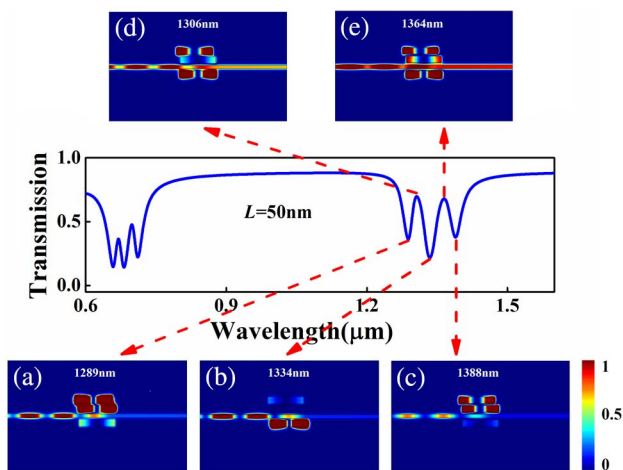 (d) 1306nm
(e) 1364nm
1.0
0.5
0.0
Transmission
L=50nm
0.6 0.9 1.2 1.5
Wavelength(μm)
(a) 1289nm
(b) 1334nm
(c) 1388nm
1
0.5
0